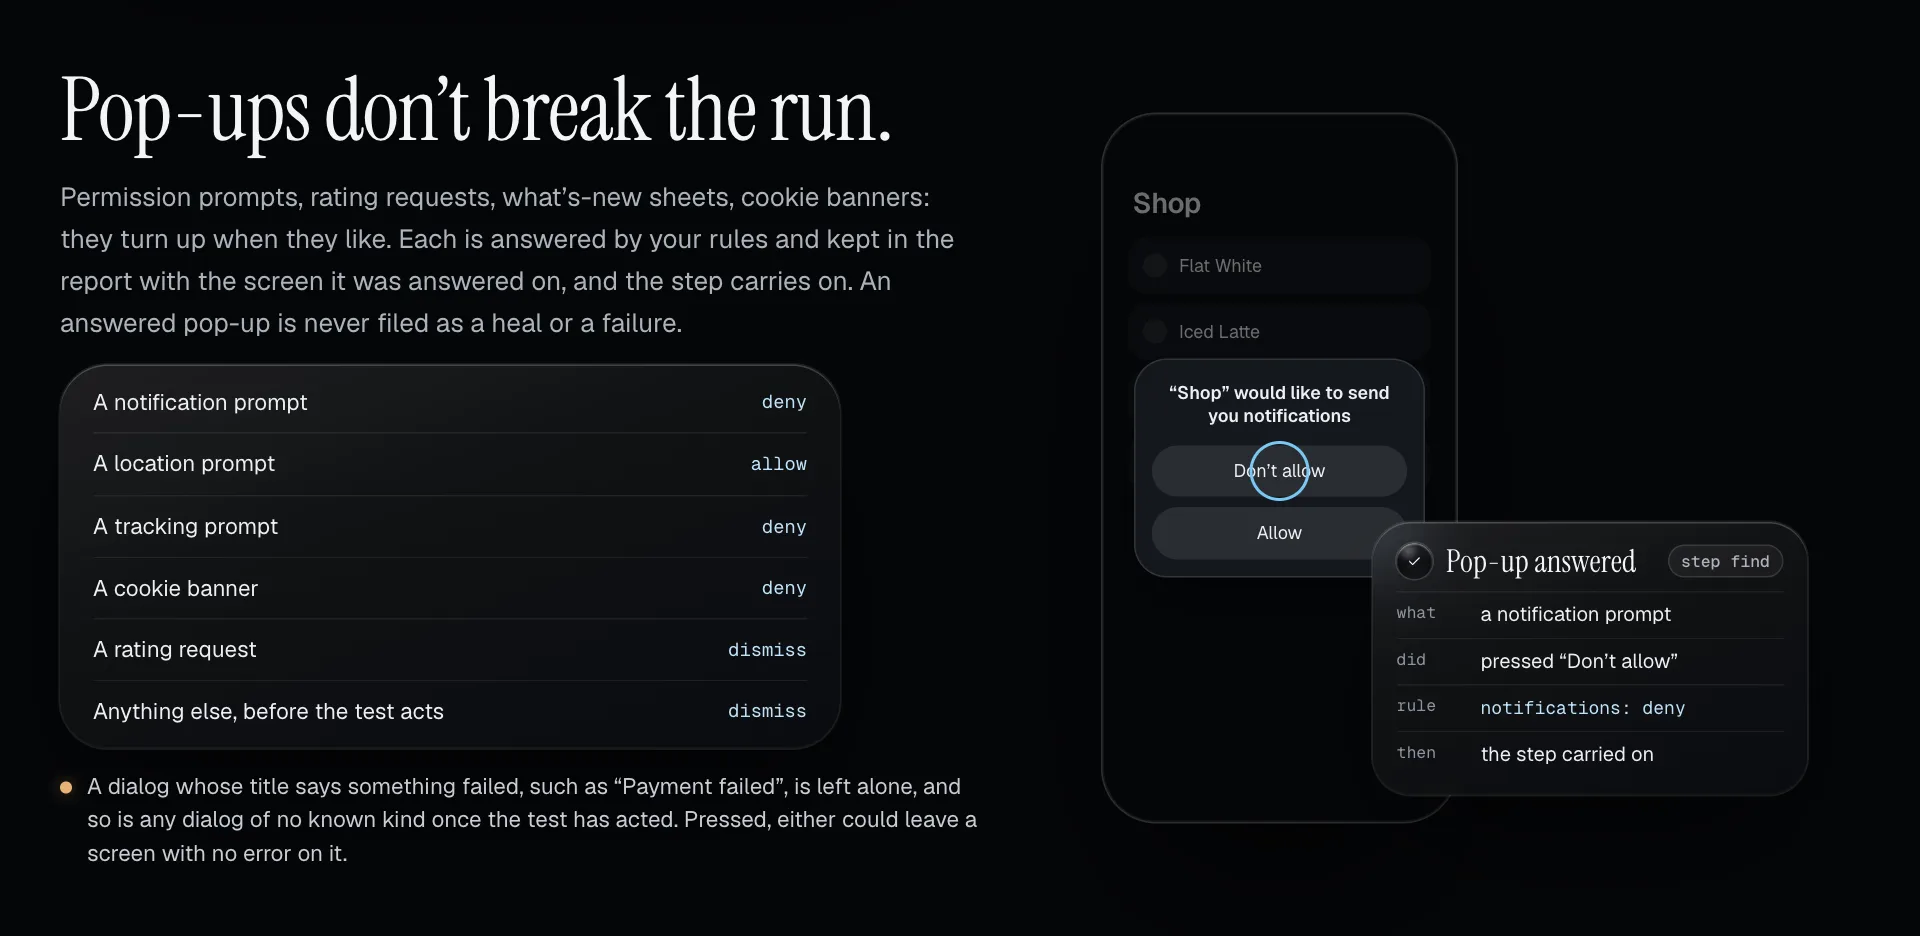 Pop-ups don’t break the run.
Permission prompts, rating requests, what’s-new sheets, cookie banners:
they turn up when they like. Each is answered by your rules and kept in the
report with the screen it was answered on, and the step carries on. An
answered pop-up is never filed as a heal or a failure.
A notification prompt deny
A location prompt allow
A tracking prompt deny
A cookie banner deny
A rating request dismiss
Anything else, before the test acts dismiss
A dialog whose title says something failed, such as “Payment failed”, is left alone, and
so is any dialog of no known kind once the test has acted. Pressed, either could leave a
screen with no error on it.
Shop
Flat White
Iced Latte
“Shop” would like to send
you notifications
Don’t allow
Allow
Pop-up answered step find
what a notification prompt
did pressed “Don’t allow”
rule notifications: deny
then the step carried on